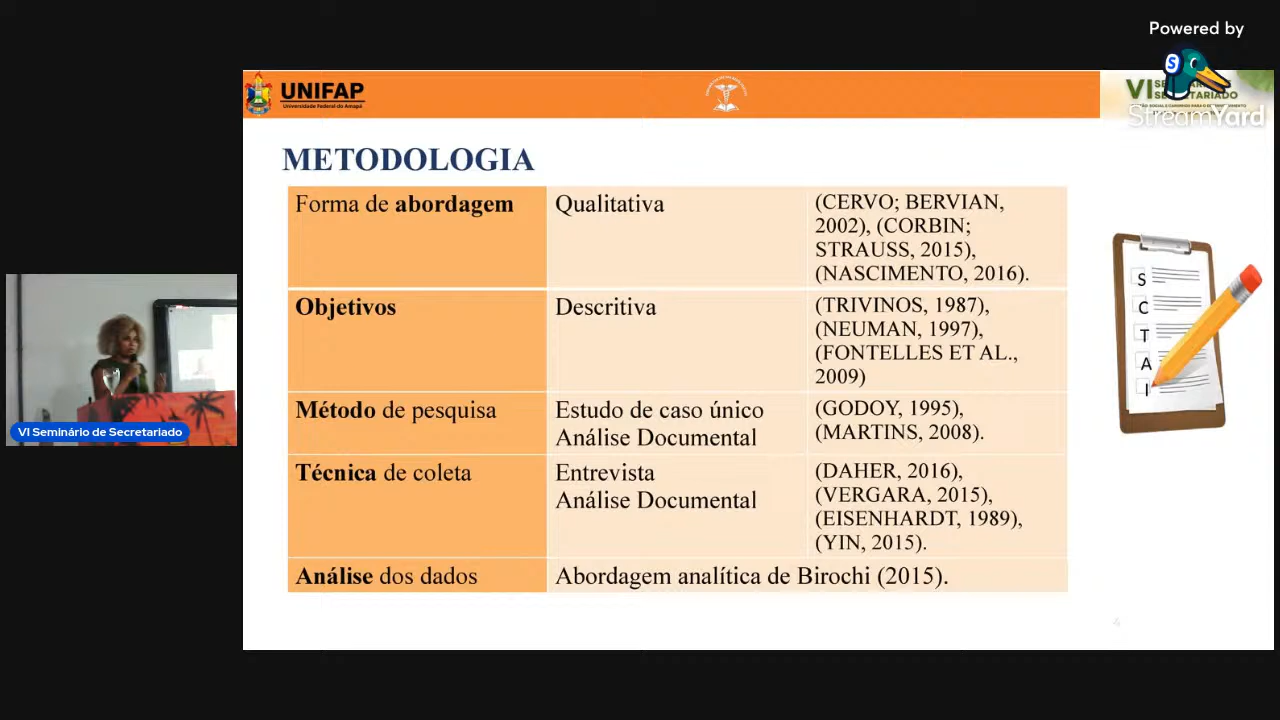 Powered by
StreamYard
UNIFAP
Universidade Federal do Amapá
VI
METODOLOGIA
Forma de abordagem
Qualitativa
(CERVO; BERVIAN,
2002), (CORBIN;
STRAUSS, 2015),
(NASCIMENTO, 2016).
Objetivos
Descritiva
(TRIVINOS, 1987),
(NEUMAN, 1997),
(FONTELLES ET AL.,
2009)
Método de pesquisa
Estudo de caso único
Análise Documental
(GODOY, 1995),
(MARTINS, 2008).
Técnica de coleta
Entrevista
Análise Documental
(DAHER, 2016),
(VERGARA, 2015),
(EISENHARDT, 1989),
(YIN, 2015).
Análise dos dados
Abordagem analítica de Birochi (2015).
S
C
T
A
I
VI Seminário de Secretariado